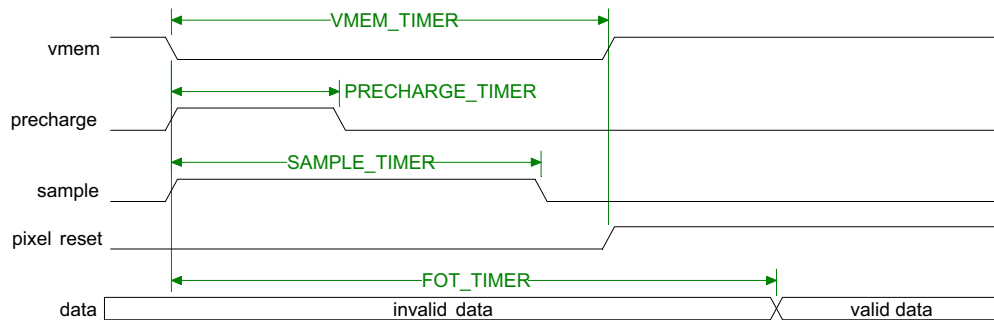 VMEM_TIMER
vmem
PRECHARGE_TIMER
precharge
SAMPLE_TIMER
sample
pixel reset
FOT_TIMER
data invalid data valid data